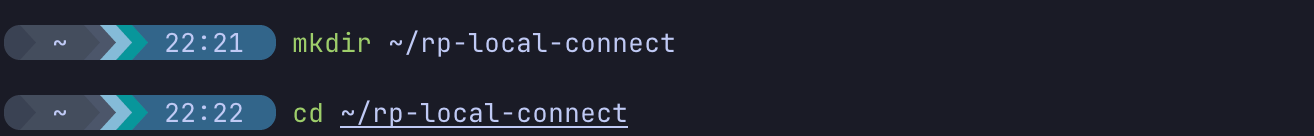 ~ 22:21 mkdir ~/rp-local-connect
~ 22:22 cd ~/rp-local-connect